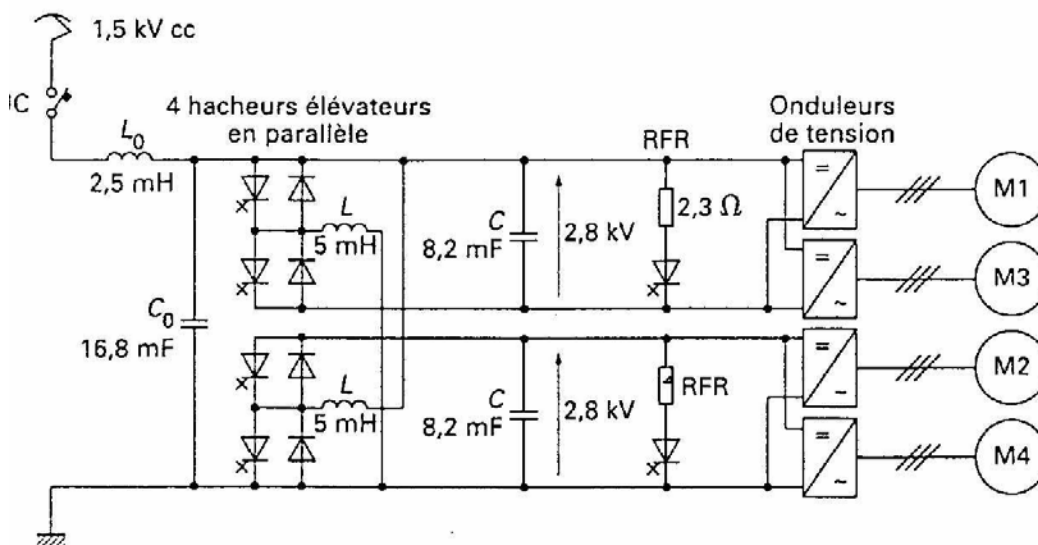 1,5 kV cc
IC
L0
2,5 mH
4 hacheurs élévateurs
en parallèle
L
5 mH
C
8,2 mF
2,8 kV
RFR
2,3 Ω
Onduleurs
de tension
=
~
M1
=
~
M3
C0
16,8 mF
L
5 mH
C
8,2 mF
2,8 kV
RFR
=
~
M2
=
~
M4